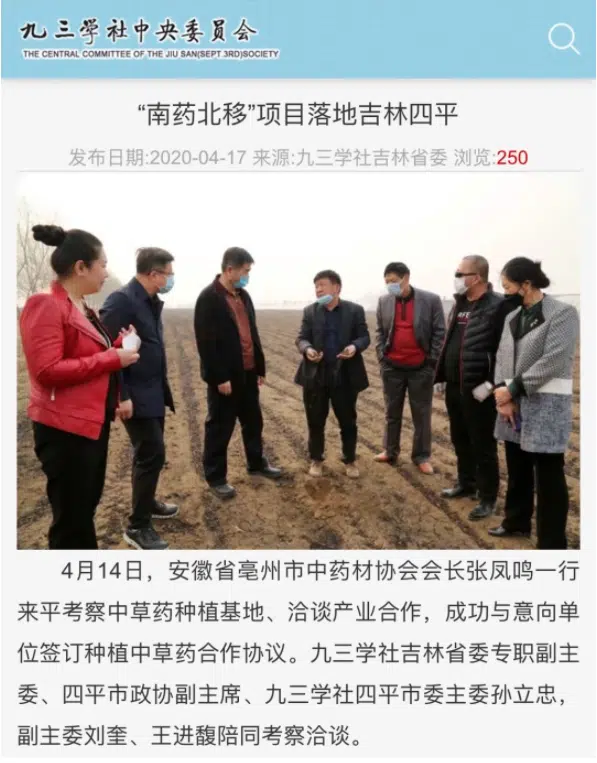 九三学社中央委员会
THE CENTRAL COMMITTEE OF THE JIU SAN(SEPT.3RD)SOCIETY
“南药北移”项目落地吉林四平
发布日期:2020-04-17 来源:九三学社吉林省委 浏览:250
4月14日，安徽省亳州市中药材协会会长张凤鸣一行
来平考察中草药种植基地、洽谈产业合作，成功与意向单
位签订种植中草药合作协议。九三学社吉林省委专职副主
委、四平市政协副主席、九三学社四平市委主委孙立忠，
副主委刘奎、王进馥陪同考察洽谈。